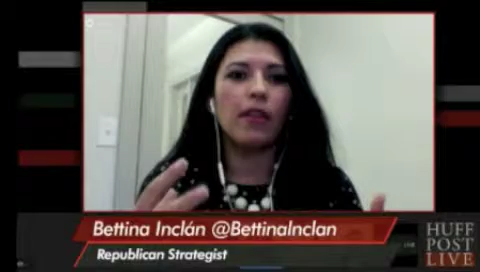 Bettina Inclán @BettinaInclan
Republican Strategist
HUFF
POST
LIVE